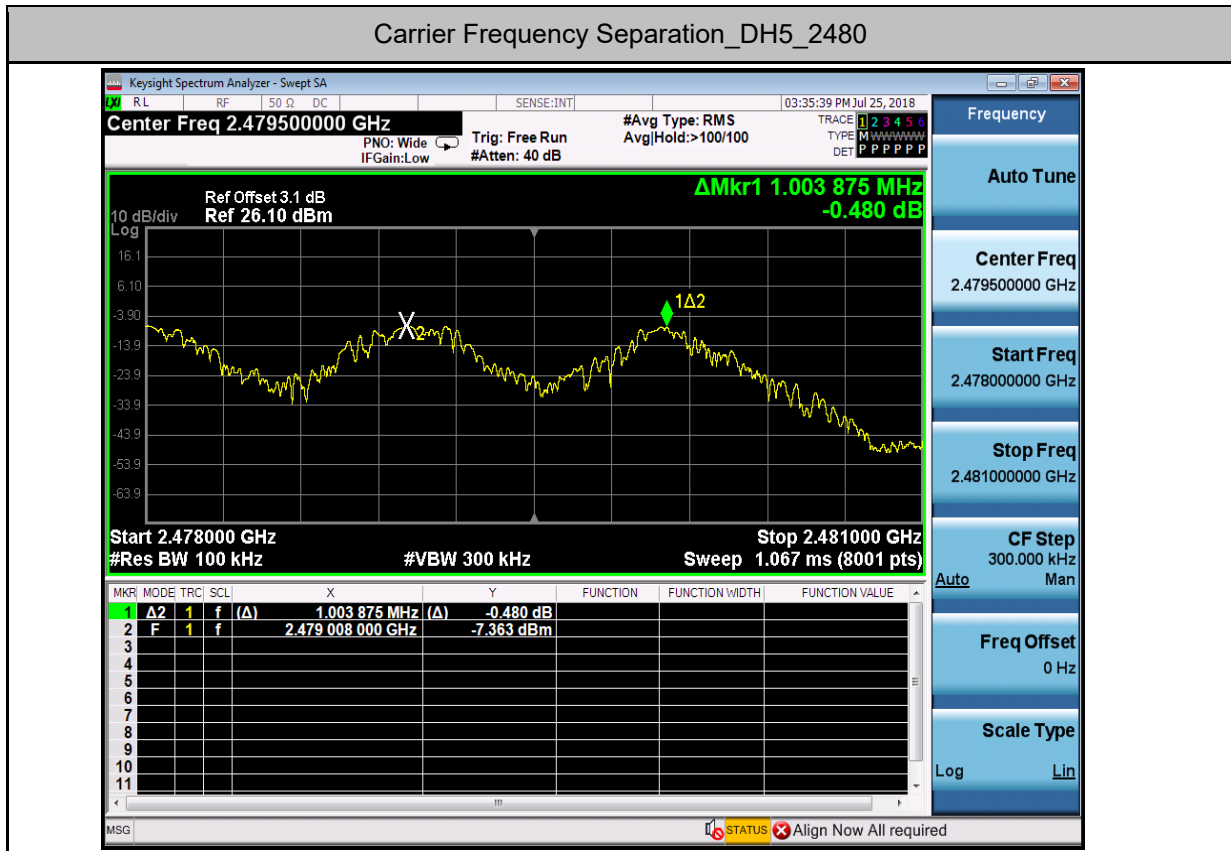 Carrier Frequency Separation_DH5_2480
Keysight Spectrum Analyzer - Swept SA
LXI RL RF 50 Ω DC SENSE:INT 03:35:39 PM Jul 25, 2018
Center Freq 2.479500000 GHz
PNO: Wide
IFGain:Low
Trig: Free Run
#Atten: 40 dB
#Avg Type: RMS
Avg|Hold:>100/100
TRACE 1 2 3 4 5 6
TYPE M WWWWW
DET P P P P P P
ΔMkr1 1.003 875 MHz
-0.480 dB
Ref Offset 3.1 dB
10 dB/div Ref 26.10 dBm
Log
16.1
6.10
-3.90
-13.9
-23.9
-33.9
-43.9
-53.9
-63.9
X2
1Δ2
Start 2.478000 GHz Stop 2.481000 GHz
#Res BW 100 kHz #VBW 300 kHz Sweep 1.067 ms (8001 pts)
MKR MODE TRC SCL X Y FUNCTION FUNCTION WIDTH FUNCTION VALUE
1 Δ2 1 f (Δ) 1.003 875 MHz (Δ) -0.480 dB
2 F 1 f 2.479 008 000 GHz -7.363 dBm
3
4
5
6
7
8
9
10
11
MSG STATUS Align Now All required
Frequency
Auto Tune
Center Freq
2.479500000 GHz
Start Freq
2.478000000 GHz
Stop Freq
2.481000000 GHz
CF Step
300.000 kHz
Auto Man
Freq Offset
0 Hz
Scale Type
Log Lin